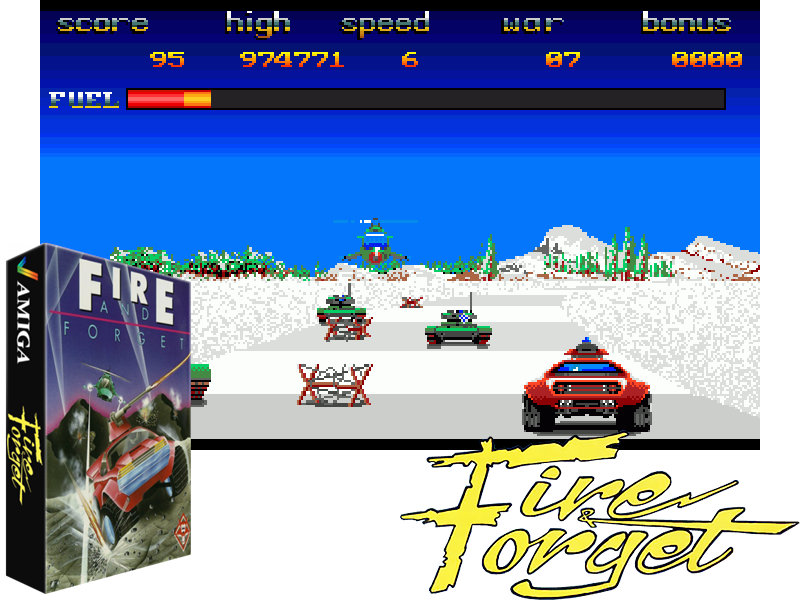 score high speed war bonus
95 974771 6 07 0000
FUEL
FIRE
AND
FORGET
AMIGA
Fire
Forget
Fire
&
Forget